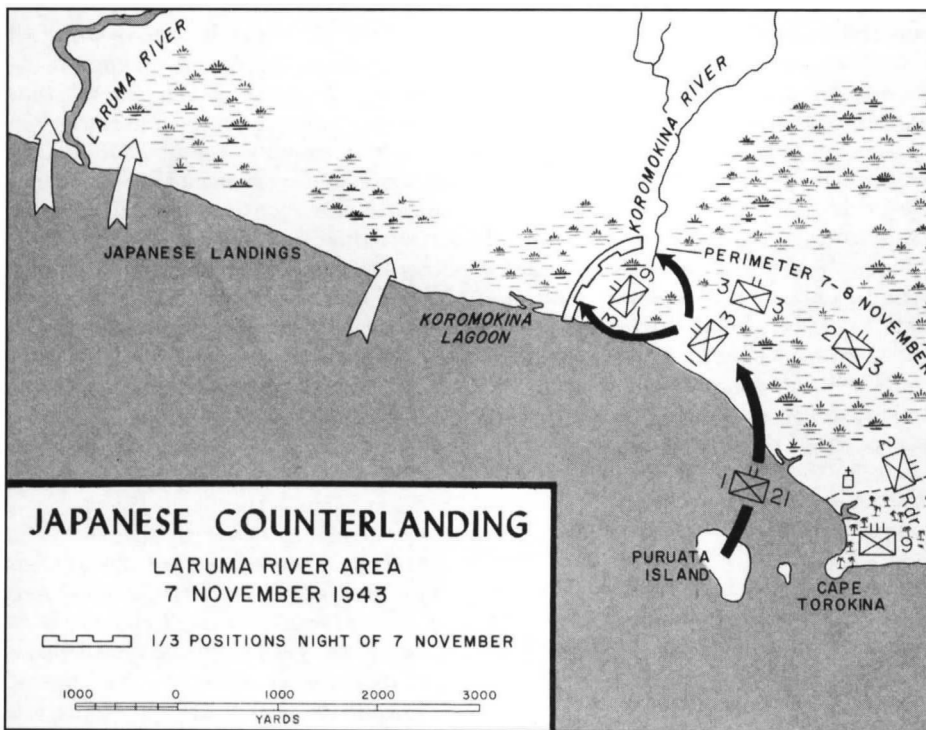 LARUMA RIVER
KOROMOKINA RIVER
JAPANESE LANDINGS
KOROMOKINA
LAGOON
PERIMETER 7-8 NOVEMBER
3 9
3 3
1 3
2 3
1 21
2 Rdr
9
PURUATA
ISLAND
CAPE
TOROKINA
JAPANESE COUNTERLANDING
LARUMA RIVER AREA
7 NOVEMBER 1943
1/3 POSITIONS NIGHT OF 7 NOVEMBER
1000 0 1000 2000 3000
YARDS